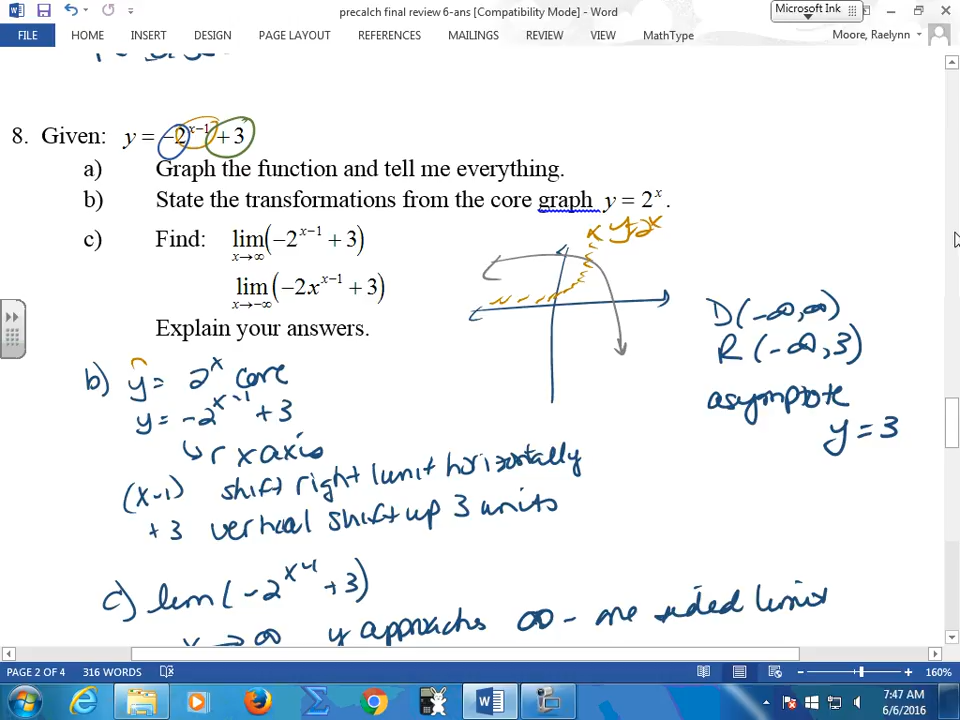 precalch final review 6-ans [Compatibility Mode] - Word
Microsoft Ink
FILE HOME INSERT DESIGN PAGE LAYOUT REFERENCES MAILINGS REVIEW VIEW MathType Moore, Raelynn
8. Given: y = −2^{x−1} + 3
a) Graph the function and tell me everything.
b) State the transformations from the core graph y = 2^x.
c) Find: lim_{x→∞}(−2^{x−1} + 3)
lim_{x→−∞}(−2x^{x−1} + 3)
Explain your answers.
y=2^x
D(-∞,∞)
R (-∞,3)
asymptote
y = 3
b) y = 2^x core
y = -2^{x-1} + 3
↳ r x axis
(x-1) shift right 1 unit horizontally
+3 vertical shift up 3 units
c) lim (-2^{x-1} + 3)
x → ∞ y approaches ∞ - one sided limit
PAGE 2 OF 4 316 WORDS 160%
7:47 AM
6/6/2016